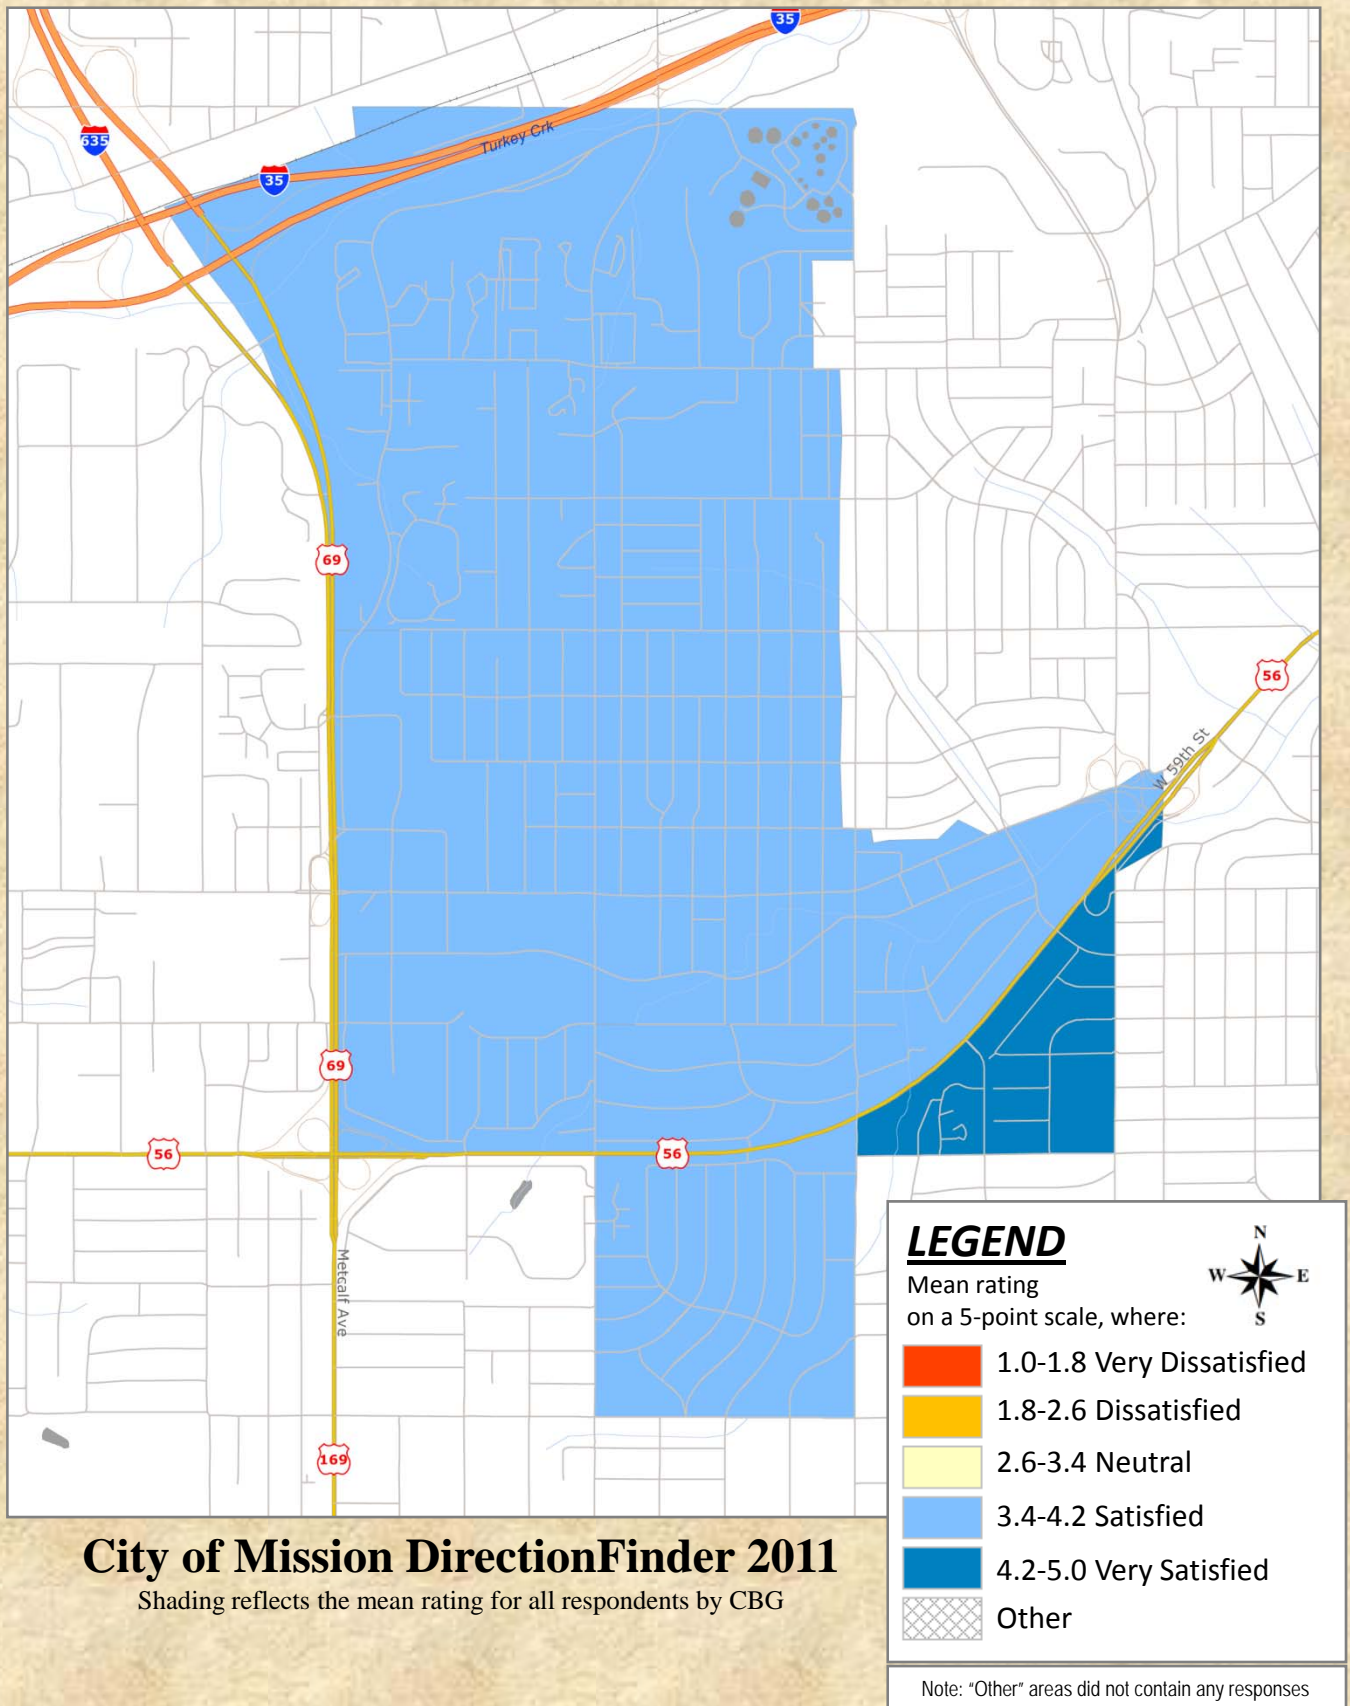 35
635
Turkey Crk
35
69
56
W 59th St
69
56
56
Metcalf Ave
169
LEGEND
N
W E
S
Mean rating
on a 5-point scale, where:
1.0-1.8 Very Dissatisfied
1.8-2.6 Dissatisfied
2.6-3.4 Neutral
3.4-4.2 Satisfied
4.2-5.0 Very Satisfied
Other
City of Mission DirectionFinder 2011
Shading reflects the mean rating for all respondents by CBG
Note: "Other" areas did not contain any responses